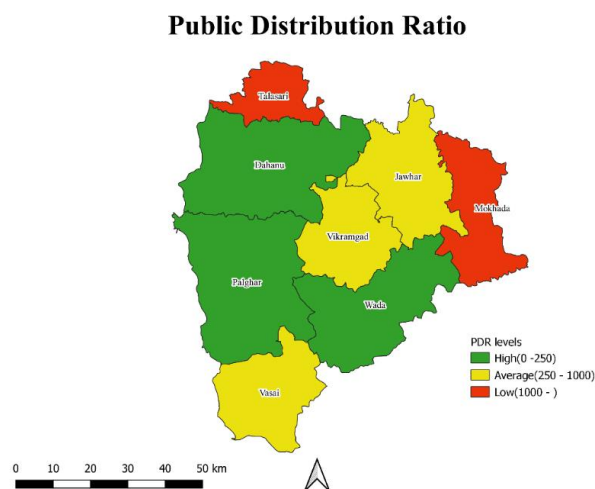 Public Distribution Ratio
Talasari
Dahanu
Jawhar
Mokhada
Vikramgad
Palghar
Wada
Vasai
PDR levels
High(0 -250)
Average(250 - 1000)
Low(1000 - )
0 10 20 30 40 50 km